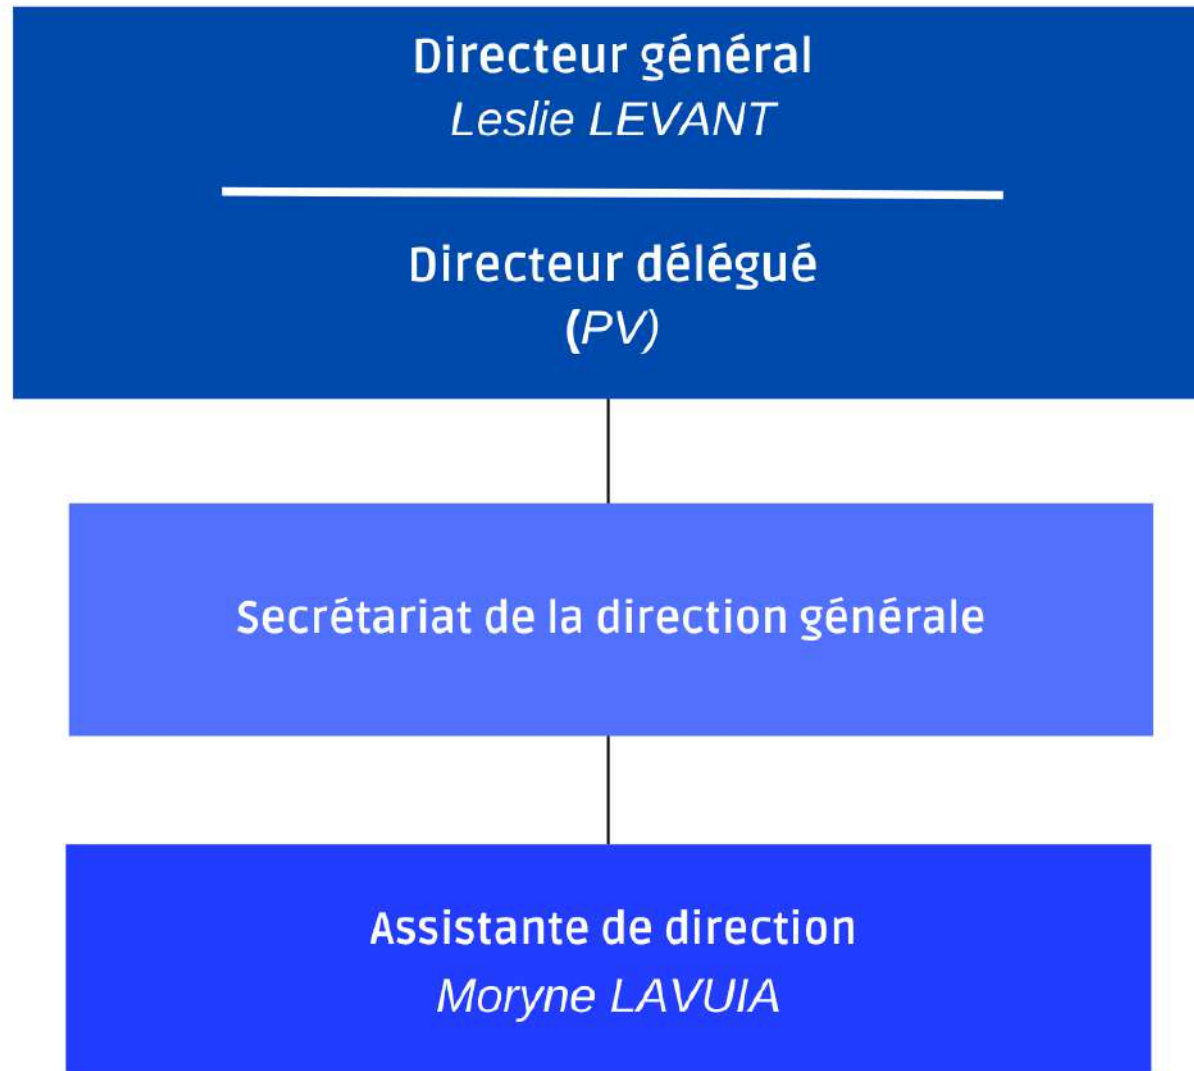 Directeur général
Leslie LEVANT
Directeur délégué
(PV)
Secrétariat de la direction générale
Assistante de direction
Moryne LAVUIA